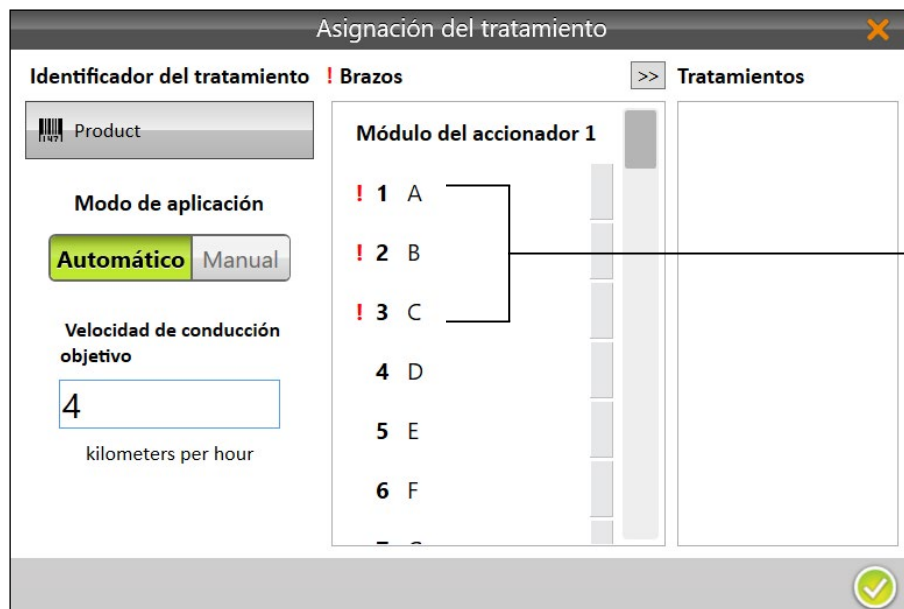 Asignación del tratamiento
Identificador del tratamiento
! Brazos
>>
Tratamientos
Product
Módulo del accionador 1
! 1 A
Modo de aplicación
Automático Manual
! 2 B
! 3 C
Velocidad de conducción
objetivo
4
kilometers per hour
4 D
5 E
6 F